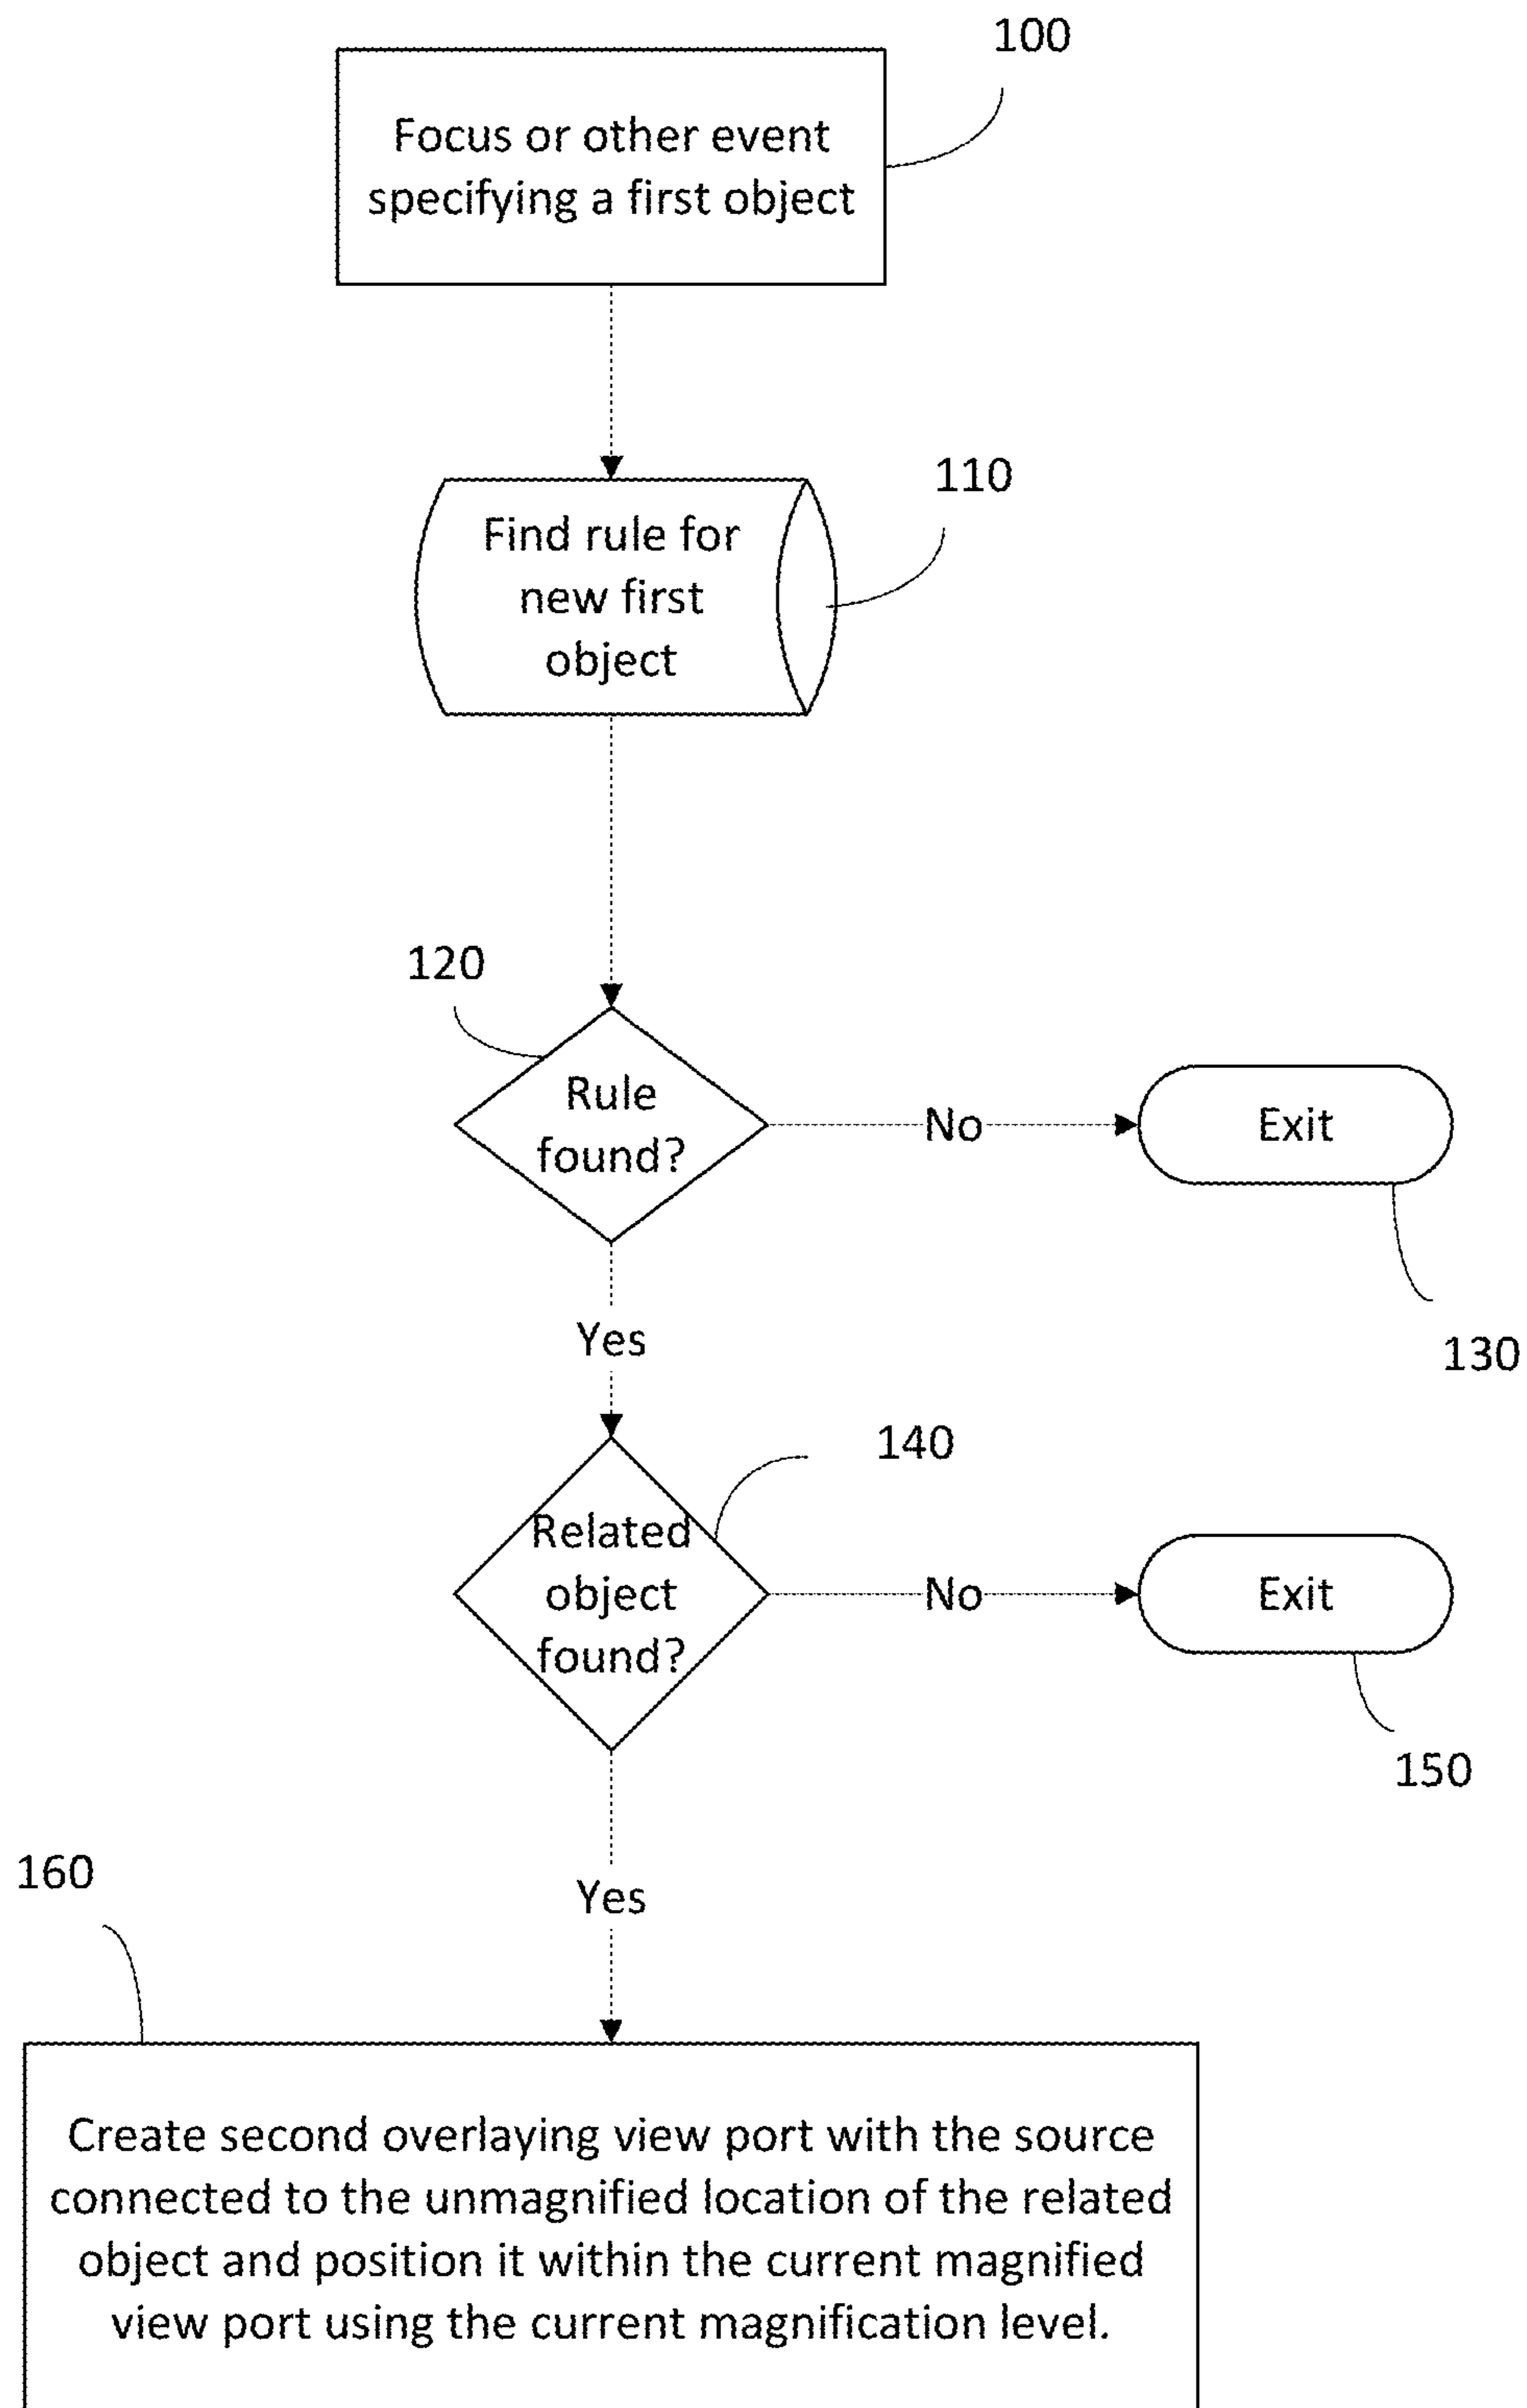 100
Focus or other event
specifying a first object
110
Find rule for
new first
object
120
Rule
found?
No
Exit
130
Yes
140
Related
object
found?
No
Exit
150
Yes
160
Create second overlaying view port with the source
connected to the unmagnified location of the related
object and position it within the current magnified
view port using the current magnification level.